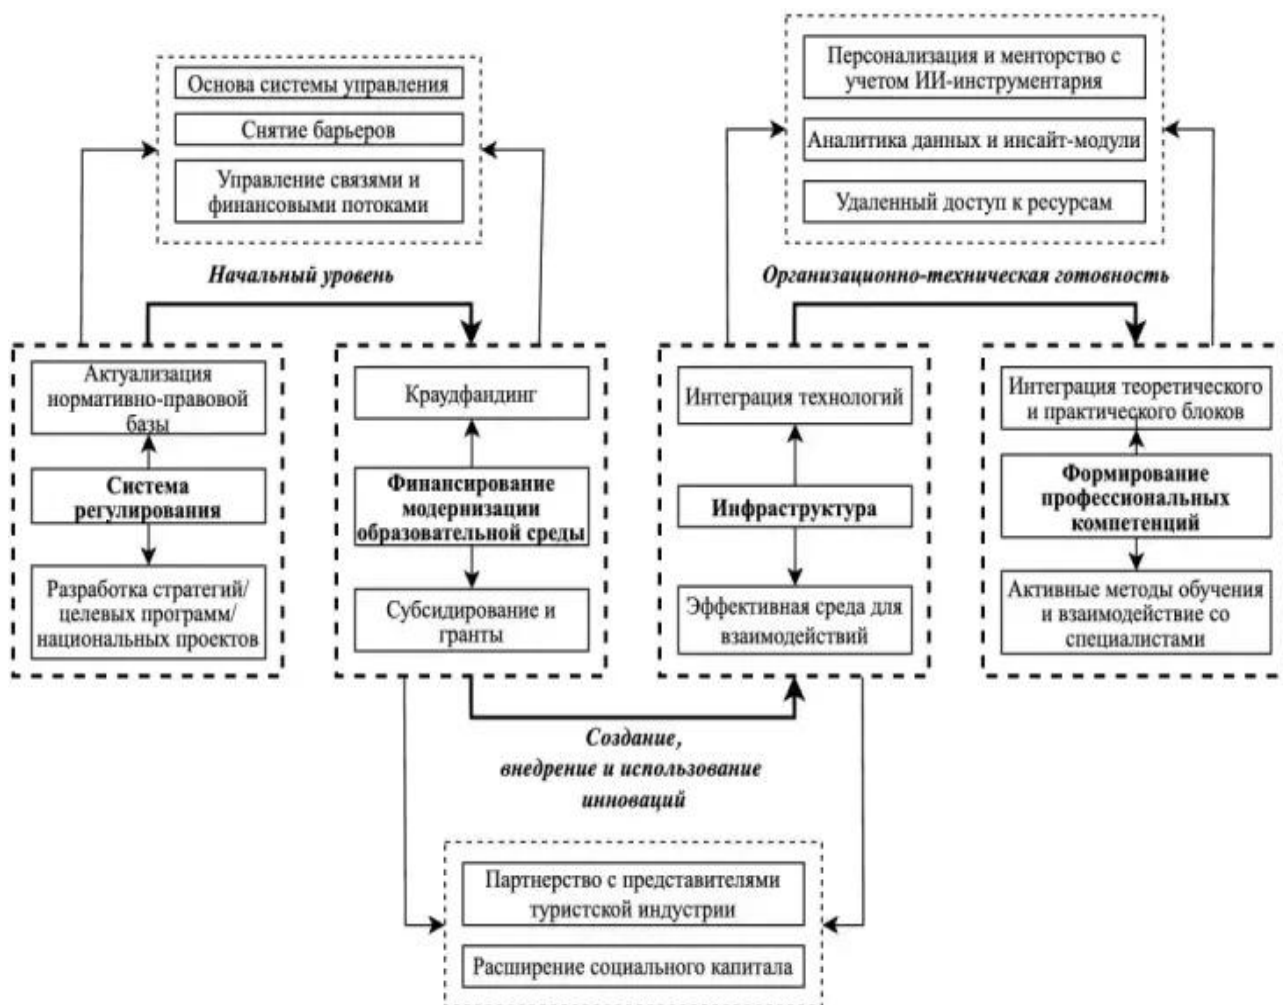 Основа системы управления
Снятие барьеров
Управление связями и
финансовыми потоками
Персонализация и менторство с
учетом ИИ-инструментария
Аналитика данных и инсайт-модули
Удаленный доступ к ресурсам
Начальный уровень
Организационно-техническая готовность
Актуализация
нормативно-правовой
базы
Система
регулирования
Разработка стратегий/
целевых программ/
национальных проектов
Краудфандинг
Финансирование
модернизации
образовательной среды
Субсидирование и
гранты
Интеграция технологий
Инфраструктура
Эффективная среда для
взаимодействий
Интеграция теоретического
и практического блоков
Формирование
профессиональных
компетенций
Активные методы обучения
и взаимодействие со
специалистами
Создание,
внедрение и использование
инноваций
Партнерство с представителями
туристской индустрии
Расширение социального капитала